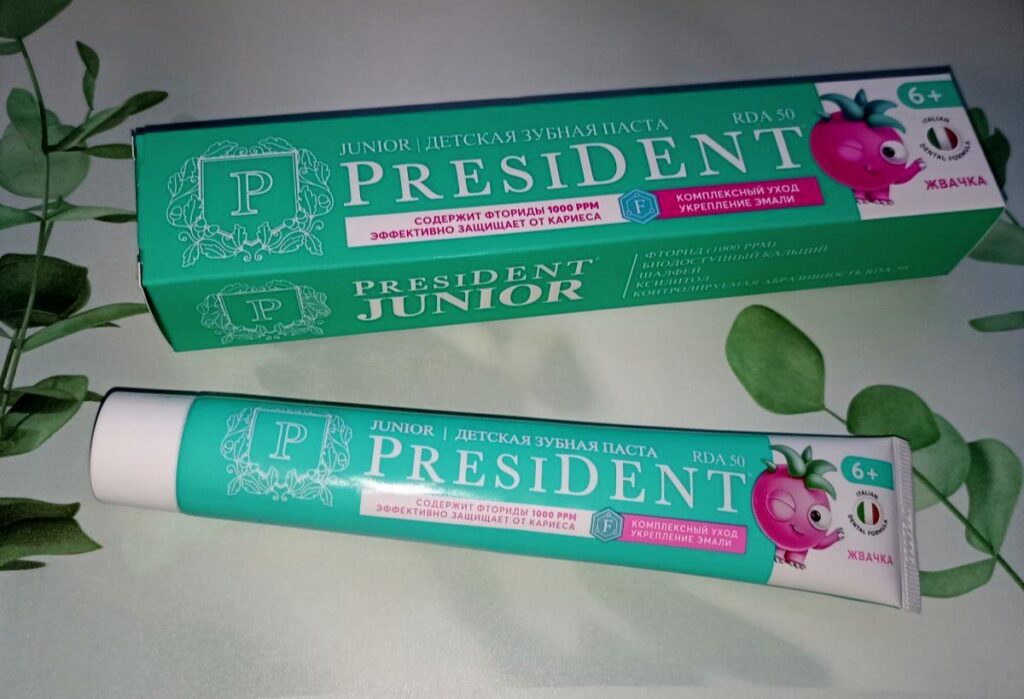 JUNIOR | ДЕТСКАЯ ЗУБНАЯ ПАСТА
RDA 50
6+
P
PRESIDENT
ITALIAN
DENTAL FORMULA
ЖВАЧКА
СОДЕРЖИТ ФТОРИДЫ 1000 PPM
ЭФФЕКТИВНО ЗАЩИЩАЕТ ОТ КАРИЕСА
F
КОМПЛЕКСНЫЙ УХОД
УКРЕПЛЕНИЕ ЭМАЛИ
P
PRESIDENT
JUNIOR
ФТОРИД (1000 PPM)
БИОДОСТУПНЫЙ КАЛЬЦИЙ
ШАЛФЕЙ
КСИЛИТОЛ
КОНТРОЛИРУЕМАЯ АБРАЗИВНОСТЬ RDA 50
JUNIOR | ДЕТСКАЯ ЗУБНАЯ ПАСТА
RDA 50
6+
P
PRESIDENT
ITALIAN
DENTAL FORMULA
ЖВАЧКА
СОДЕРЖИТ ФТОРИДЫ 1000 PPM
ЭФФЕКТИВНО ЗАЩИЩАЕТ ОТ КАРИЕСА
F
КОМПЛЕКСНЫЙ УХОД
УКРЕПЛЕНИЕ ЭМАЛИ